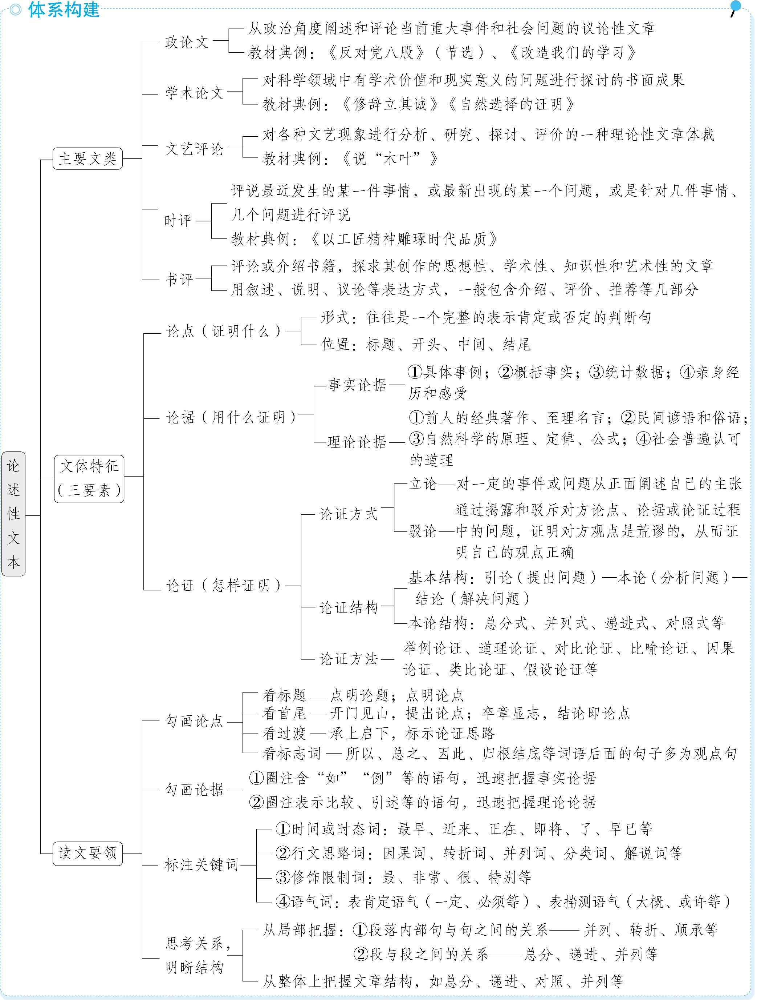 体系构建
论述性文本
主要文类
政论文
从政治角度阐述和评论当前重大事件和社会问题的议论性文章
教材典例：《反对党八股》（节选）、《改造我们的学习》
学术论文
对科学领域中有学术价值和现实意义的问题进行探讨的书面成果
教材典例：《修辞立其诚》《自然选择的证明》
文艺评论
对各种文艺现象进行分析、研究、探讨、评价的一种理论性文章体裁
教材典例：《说“木叶”》
时评
评说最近发生的某一件事情，或最新出现的某一个问题，或是针对几件事情、
几个问题进行评说
教材典例：《以工匠精神雕琢时代品质》
书评
评论或介绍书籍，探求其创作的思想性、学术性、知识性和艺术性的文章
用叙述、说明、议论等表达方式，一般包含介绍、评价、推荐等几部分
文体特征
（三要素）
论点（证明什么）
形式：往往是一个完整的表示肯定或否定的判断句
位置：标题、开头、中间、结尾
论据（用什么证明）
事实论据
①具体事例；②概括事实；③统计数据；④亲身经
历和感受
理论论据
①前人的经典著作、至理名言；②民间谚语和俗语；
③自然科学的原理、定律、公式；④社会普遍认可
的道理
论证（怎样证明）
论证方式
立论—对一定的事件或问题从正面阐述自己的主张
驳论—
通过揭露和驳斥对方论点、论据或论证过程
中的问题，证明对方观点是荒谬的，从而证
明自己的观点正确
论证结构
基本结构：引论（提出问题）—本论（分析问题）—
结论（解决问题）
本论结构：总分式、并列式、递进式、对照式等
论证方法
举例论证、道理论证、对比论证、比喻论证、因果
论证、类比论证、假设论证等
读文要领
勾画论点
看标题—点明论题；点明论点
看首尾—开门见山，提出论点；卒章显志，结论即论点
看过渡—承上启下，标示论证思路
看标志词—所以、总之、因此、归根结底等词语后面的句子多为观点句
勾画论据
①圈注含“如”“例”等的语句，迅速把握事实论据
②圈注表示比较、引述等的语句，迅速把握理论论据
标注关键词
①时间或时态词：最早、近来、正在、即将、了、早已等
②行文思路词：因果词、转折词、并列词、分类词、解说词等
③修饰限制词：最、非常、很、特别等
④语气词：表肯定语气（一定、必须等）、表揣测语气（大概、或许等）
思考关系，
明晰结构
从局部把握：①段落内部句与句之间的关系——并列、转折、顺承等
②段与段之间的关系——总分、递进、并列等
从整体上把握文章结构，如总分、递进、对照、并列等